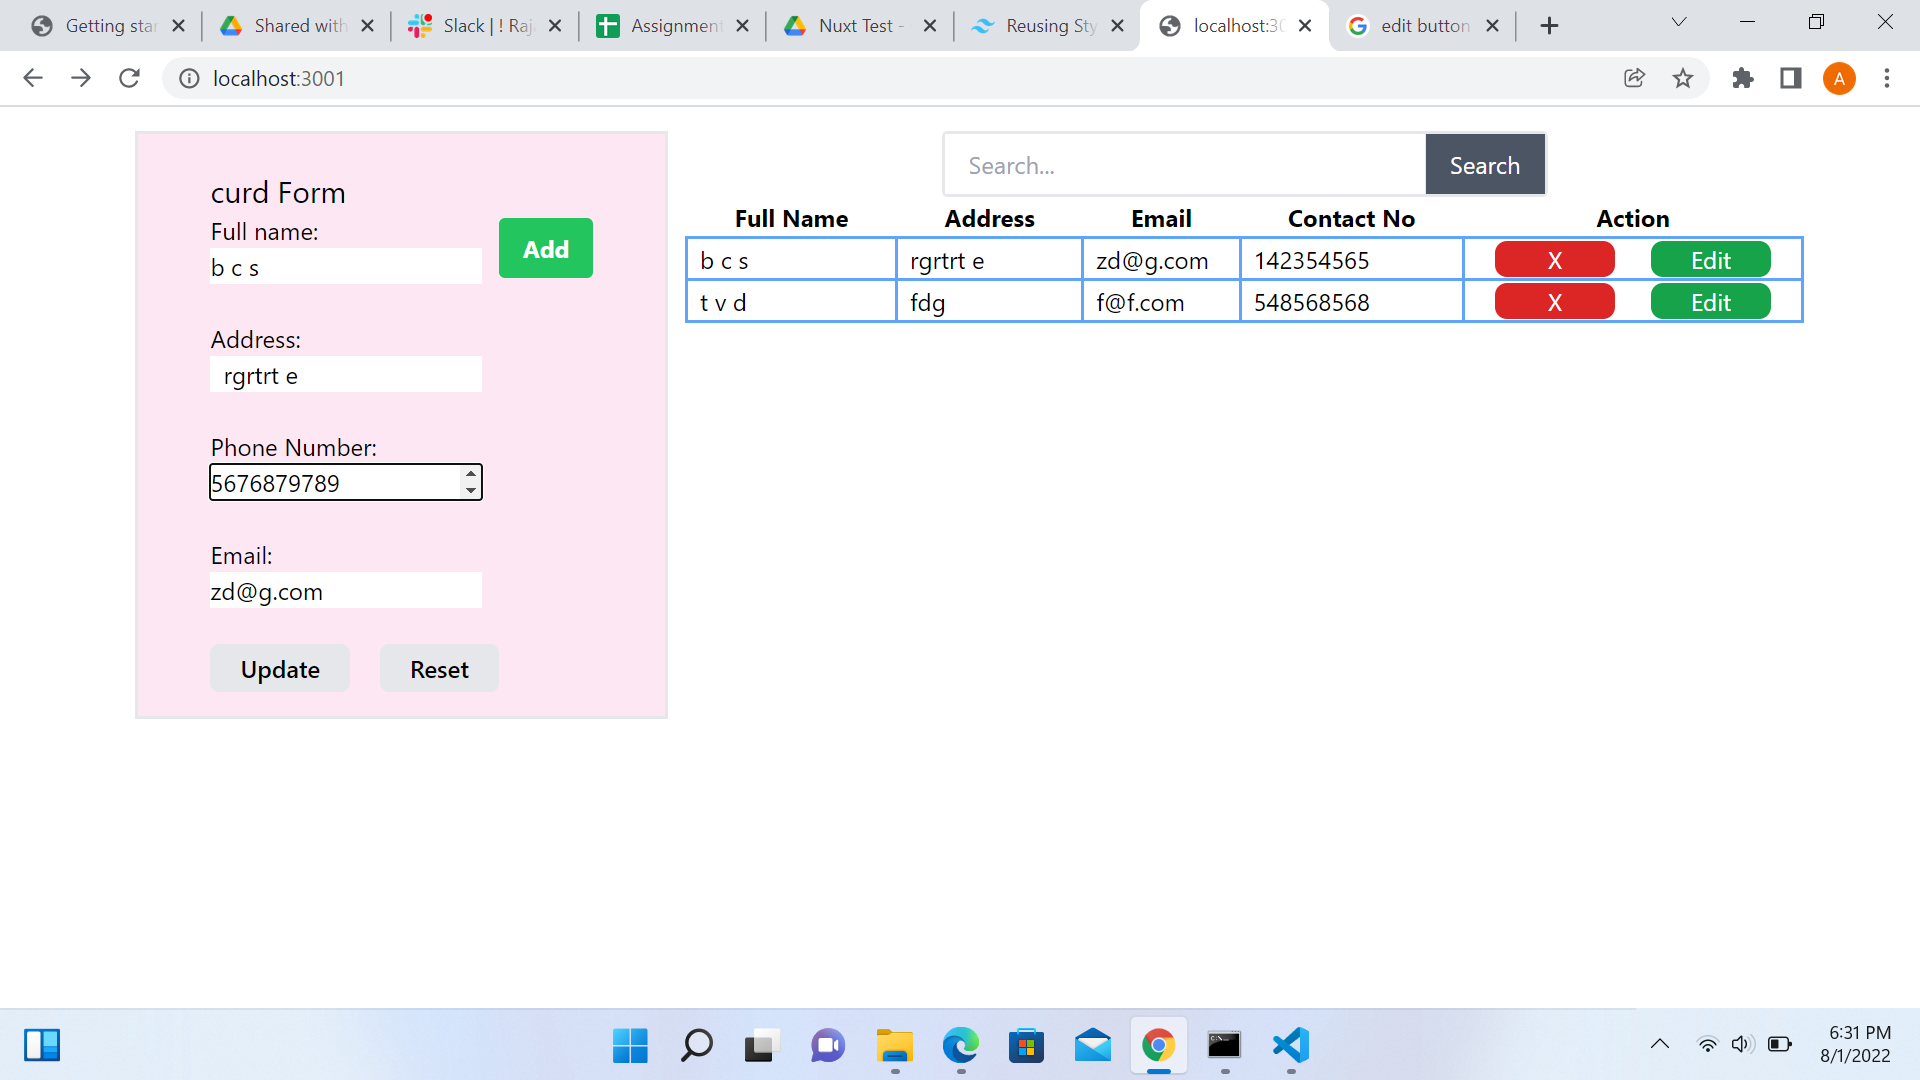 Getting star
Shared with
Slack | ! Raj
Assignment
Nuxt Test -
Reusing Sty
localhost:30
edit button
localhost:3001
A
curd Form
Full name:
b c s
Add
Address:
rgrtrt e
Phone Number:
5676879789
Email:
zd@g.com
Update Reset
Search... Search
Full Name Address Email Contact No Action
b c s rgrtrt e zd@g.com 142354565 X Edit
t v d fdg f@f.com 548568568 X Edit
6:31 PM
8/1/2022